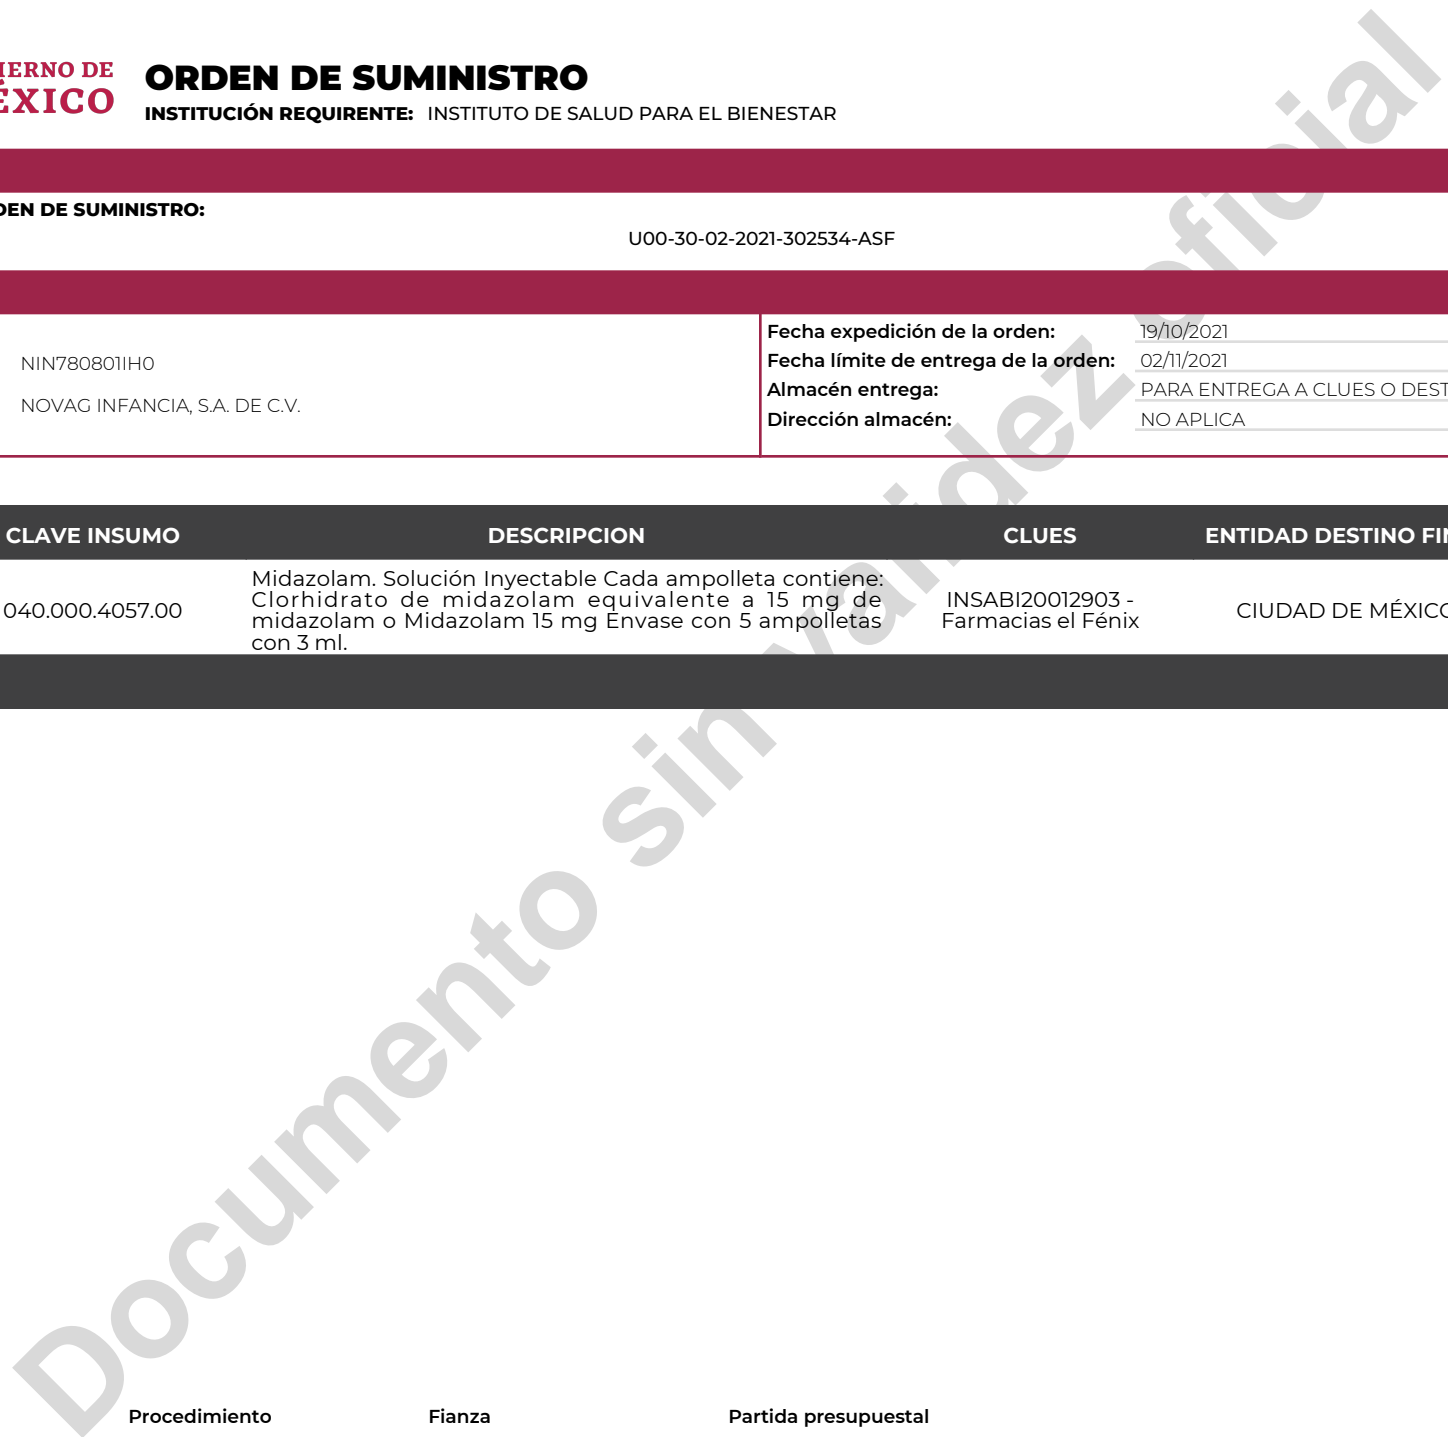 IERNO DE
ÉXICO
ORDEN DE SUMINISTRO
INSTITUCIÓN REQUIRENTE: INSTITUTO DE SALUD PARA EL BIENESTAR
DEN DE SUMINISTRO:
U00-30-02-2021-302534-ASF
NIN780801IH0
NOVAG INFANCIA, S.A. DE C.V.
Fecha expedición de la orden: 19/10/2021
Fecha límite de entrega de la orden: 02/11/2021
Almacén entrega: PARA ENTREGA A CLUES O DEST
Dirección almacén: NO APLICA
CLAVE INSUMO DESCRIPCION CLUES ENTIDAD DESTINO FIN
040.000.4057.00
Midazolam. Solución Inyectable Cada ampolleta contiene:
Clorhidrato de midazolam equivalente a 15 mg de
midazolam o Midazolam 15 mg Envase con 5 ampolletas
con 3 ml.
INSABI20012903 -
Farmacias el Fénix
CIUDAD DE MÉXICO
Documento sin validez oficial
Procedimiento Fianza Partida presupuestal